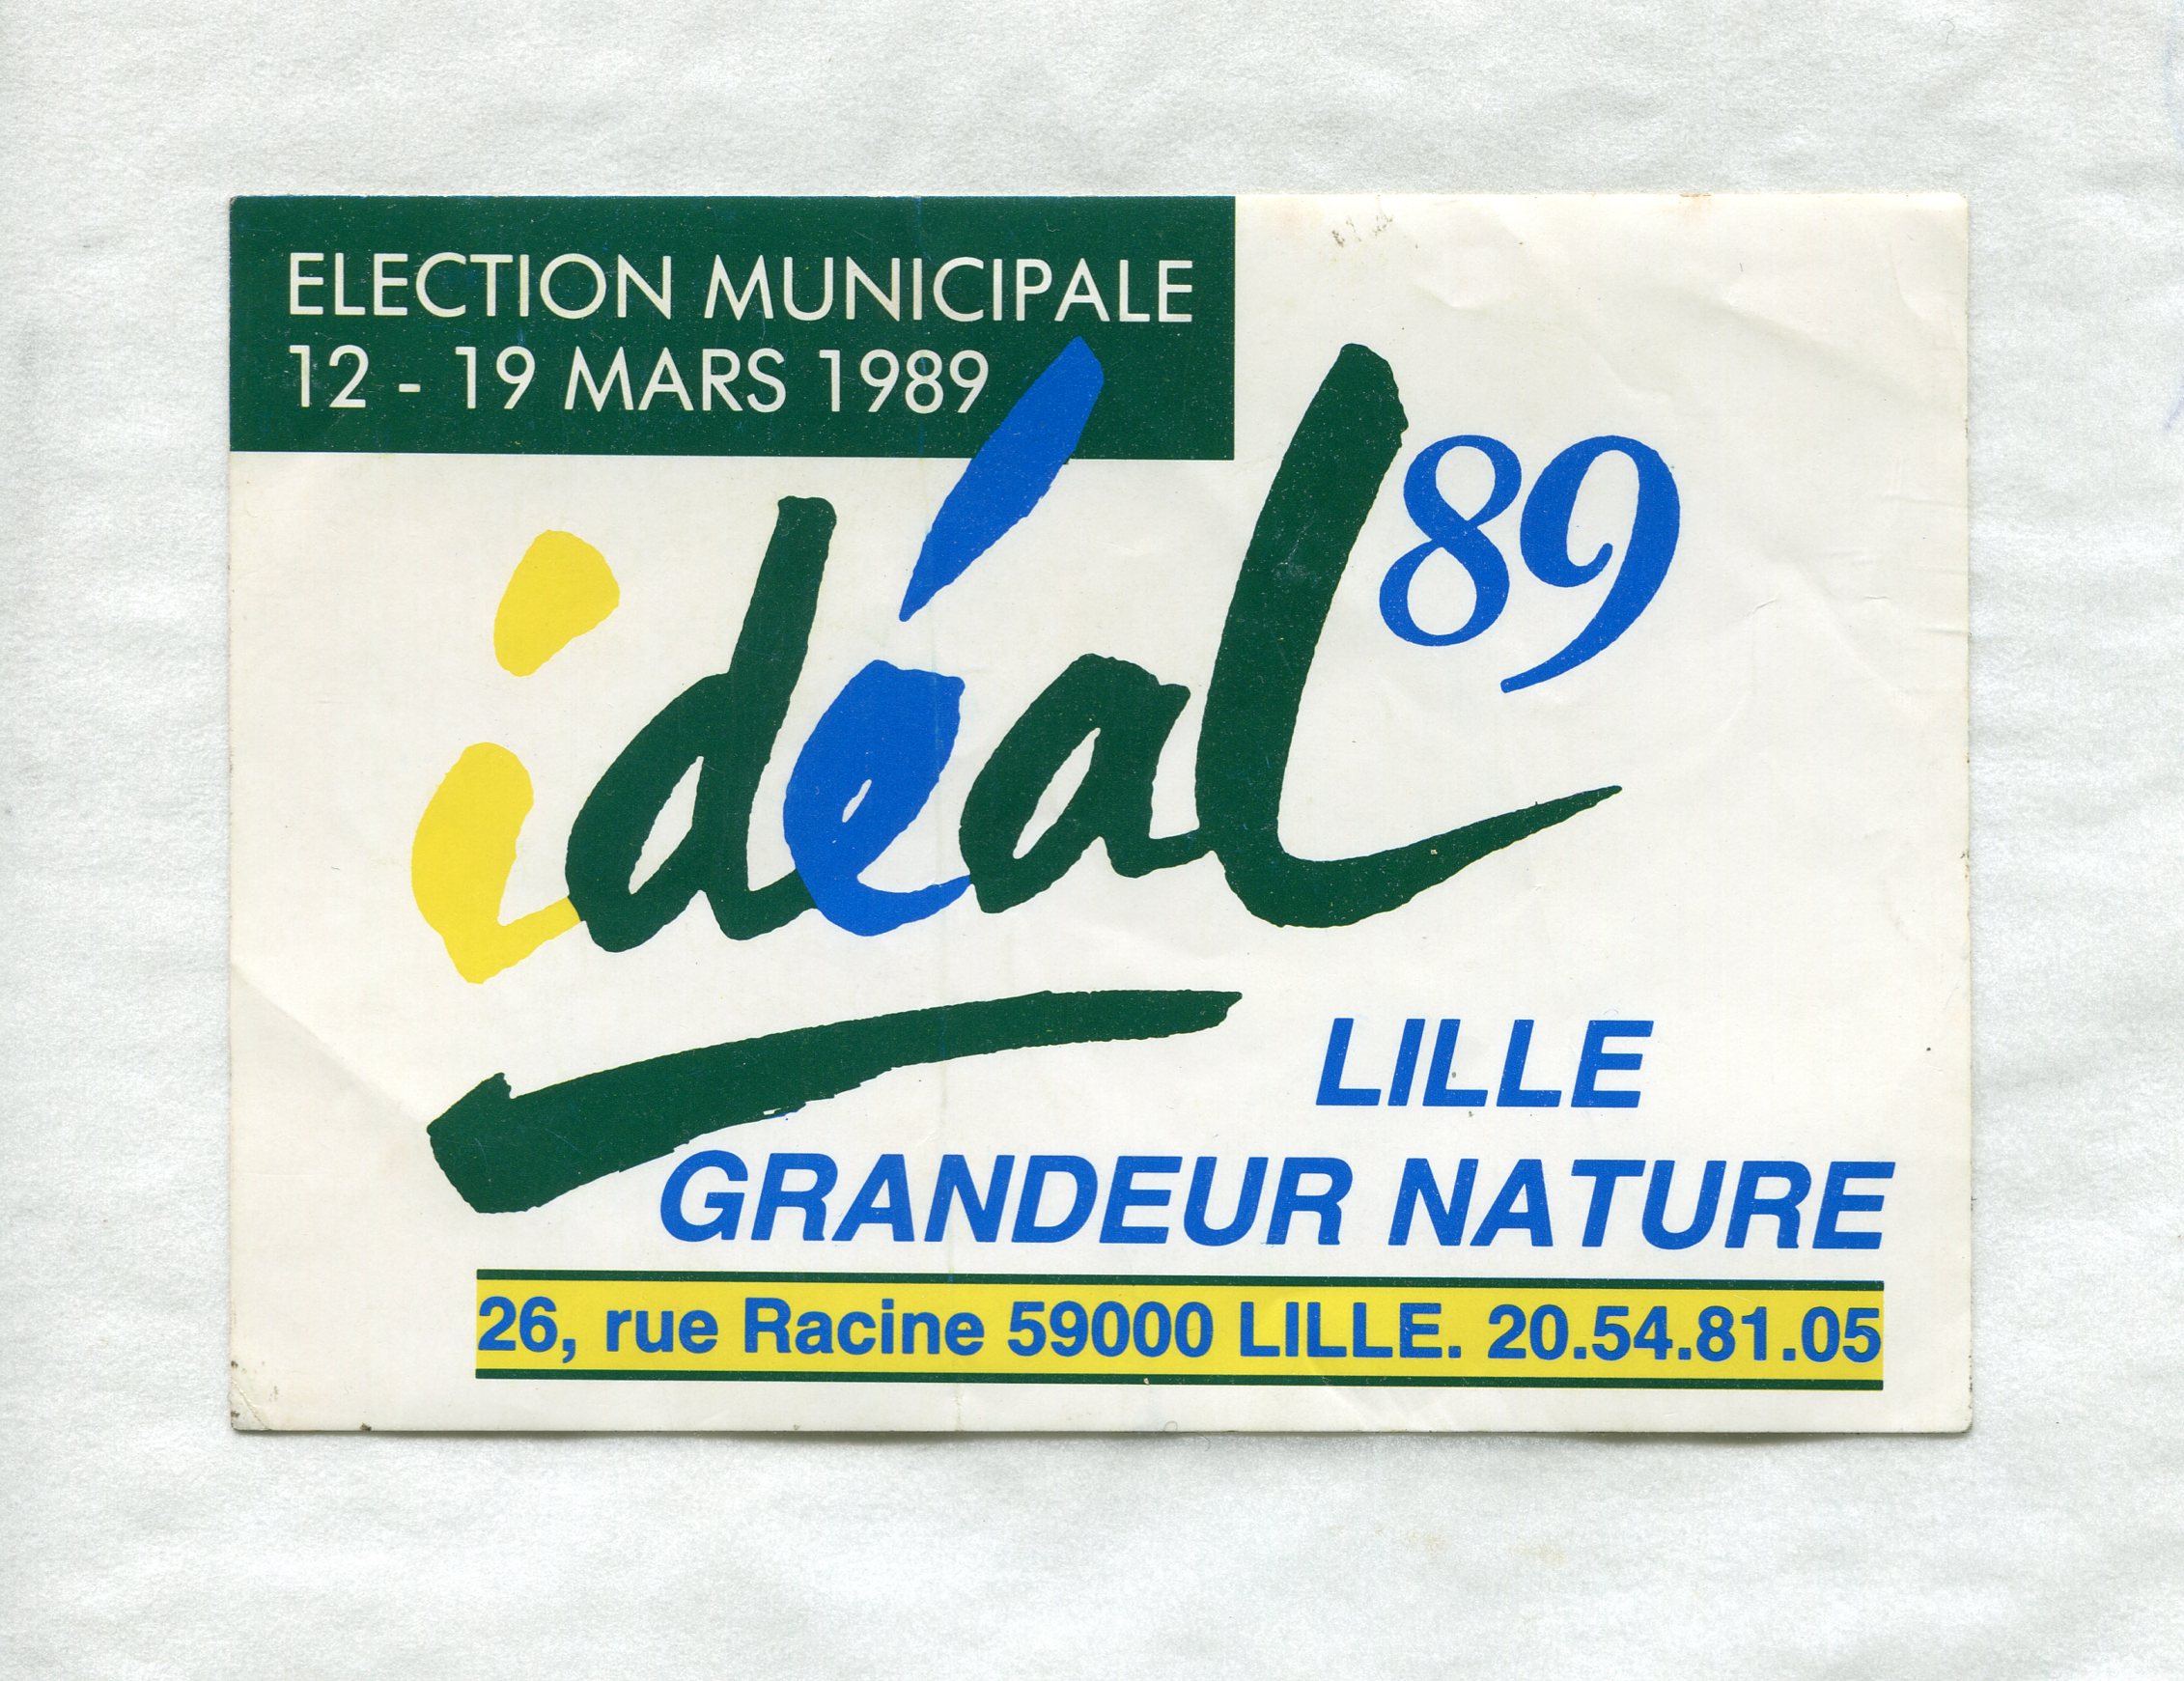 ELECTION MUNICIPALE
12 - 19 MARS 1989
idéal 89
LILLE
GRANDEUR NATURE
26, rue Racine 59000 LILLE. 20.54.81.05